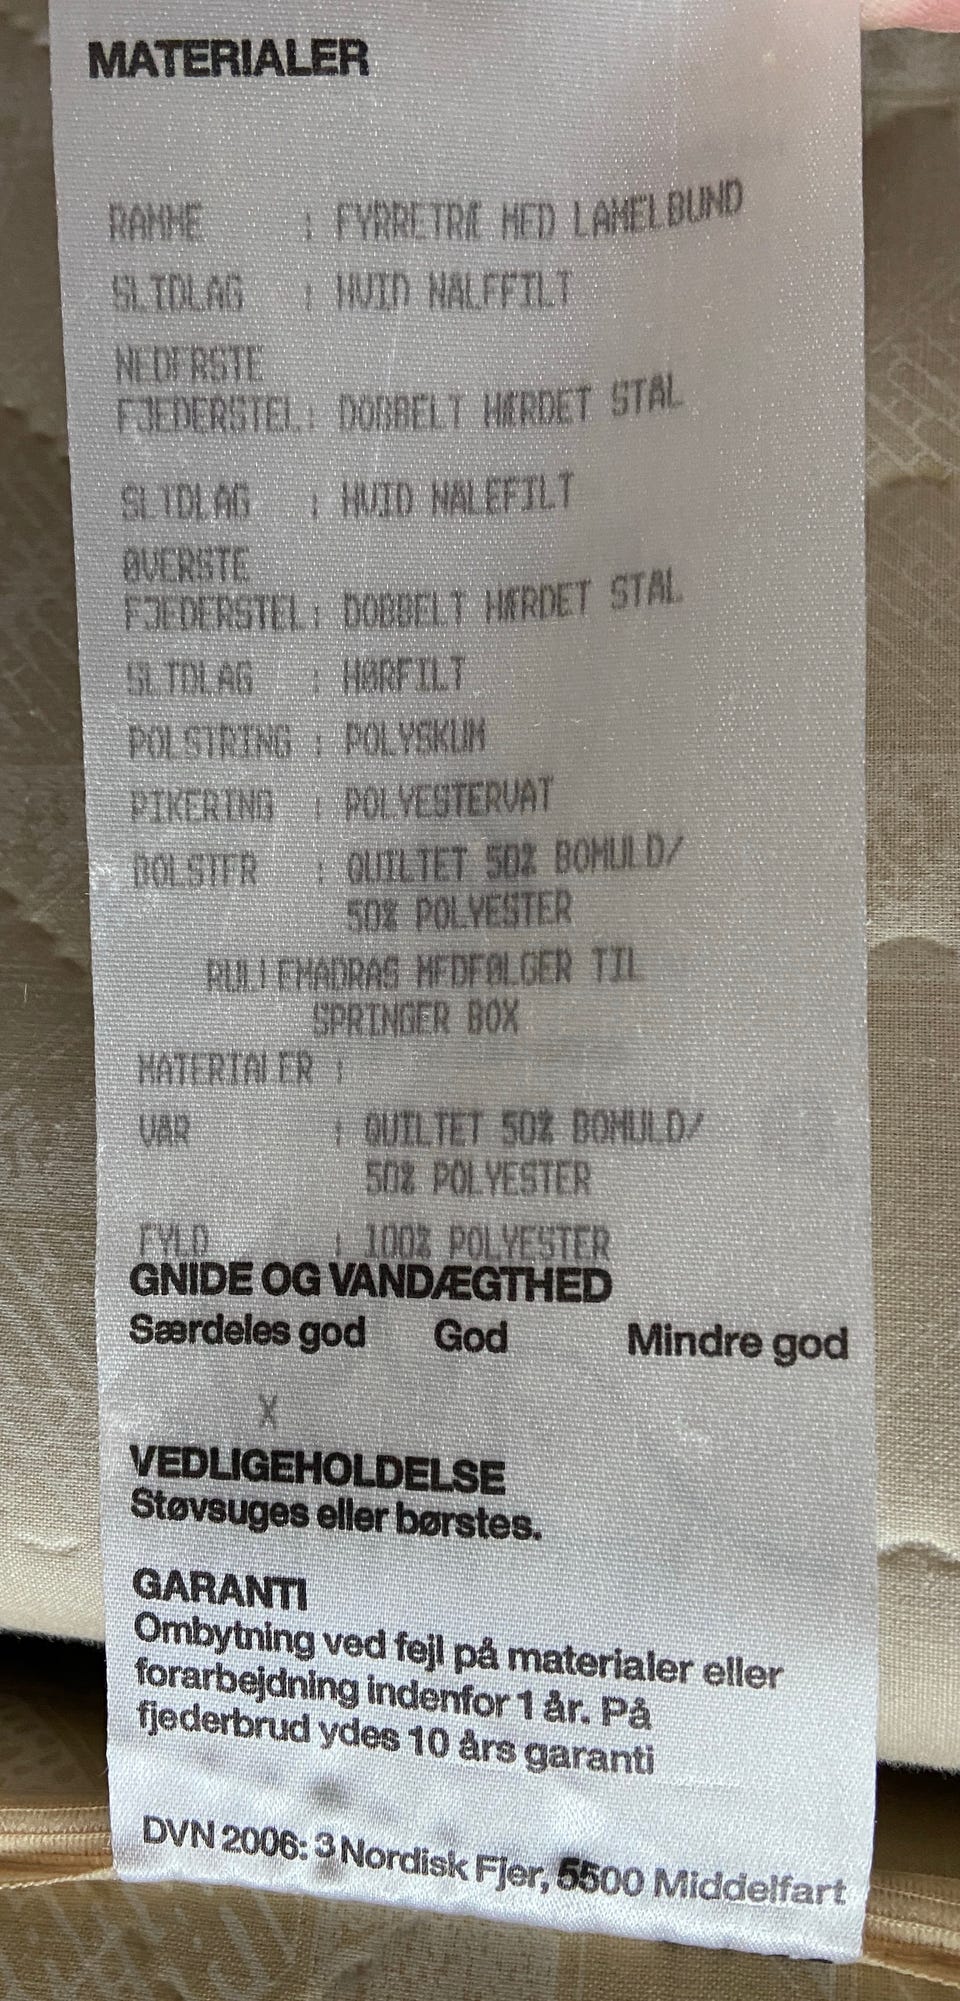 MATERIALER
RAMME : FYRRETRÆ MED LAMELBUND
SLIDLAG : HVID NÅLEFILT
NEDERSTE
FJEDERSTEL: DOBBELT HÆRDET STÅL
SLIDLAG : HVID NÅLEFILT
ØVERSTE
FJEDERSTEL: DOBBELT HÆRDET STÅL
SLIDLAG : HØRFILT
POLSTRING : POLYSKUM
PIKERING : POLYESTERVAT
BOLSTER : QUILTET 50% BOMULD/
50% POLYESTER
RULLEMADRAS MEDFØLGER TIL
SPRINGER BOX
MATERIALER :
VAR : QUILTET 50% BOMULD/
50% POLYESTER
FYLD : 100% POLYESTER
GNIDE OG VANDÆGTHED
Særdeles god God Mindre god
X
VEDLIGEHOLDELSE
Støvsuges eller børstes.
GARANTI
Ombytning ved fejl på materialer eller
forarbejdning indenfor 1 år. På
fjederbrud ydes 10 års garanti
DVN 2006: 3 Nordisk Fjer, 5500 Middelfart